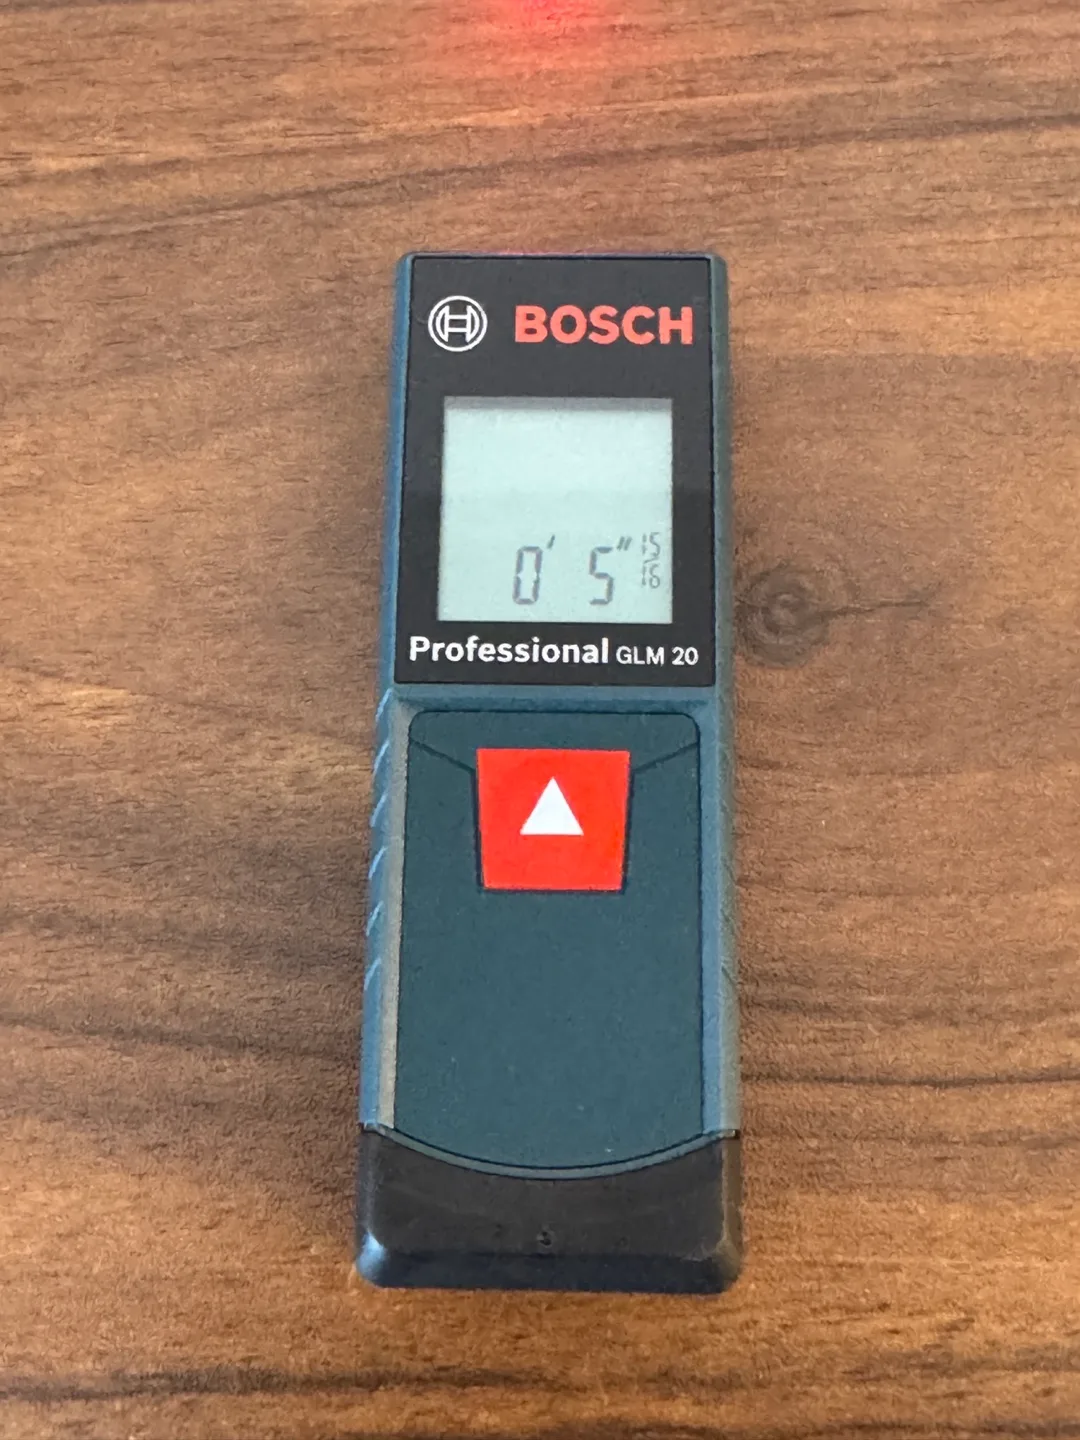 BOSCH
0' 5" 15/16
Professional GLM 20